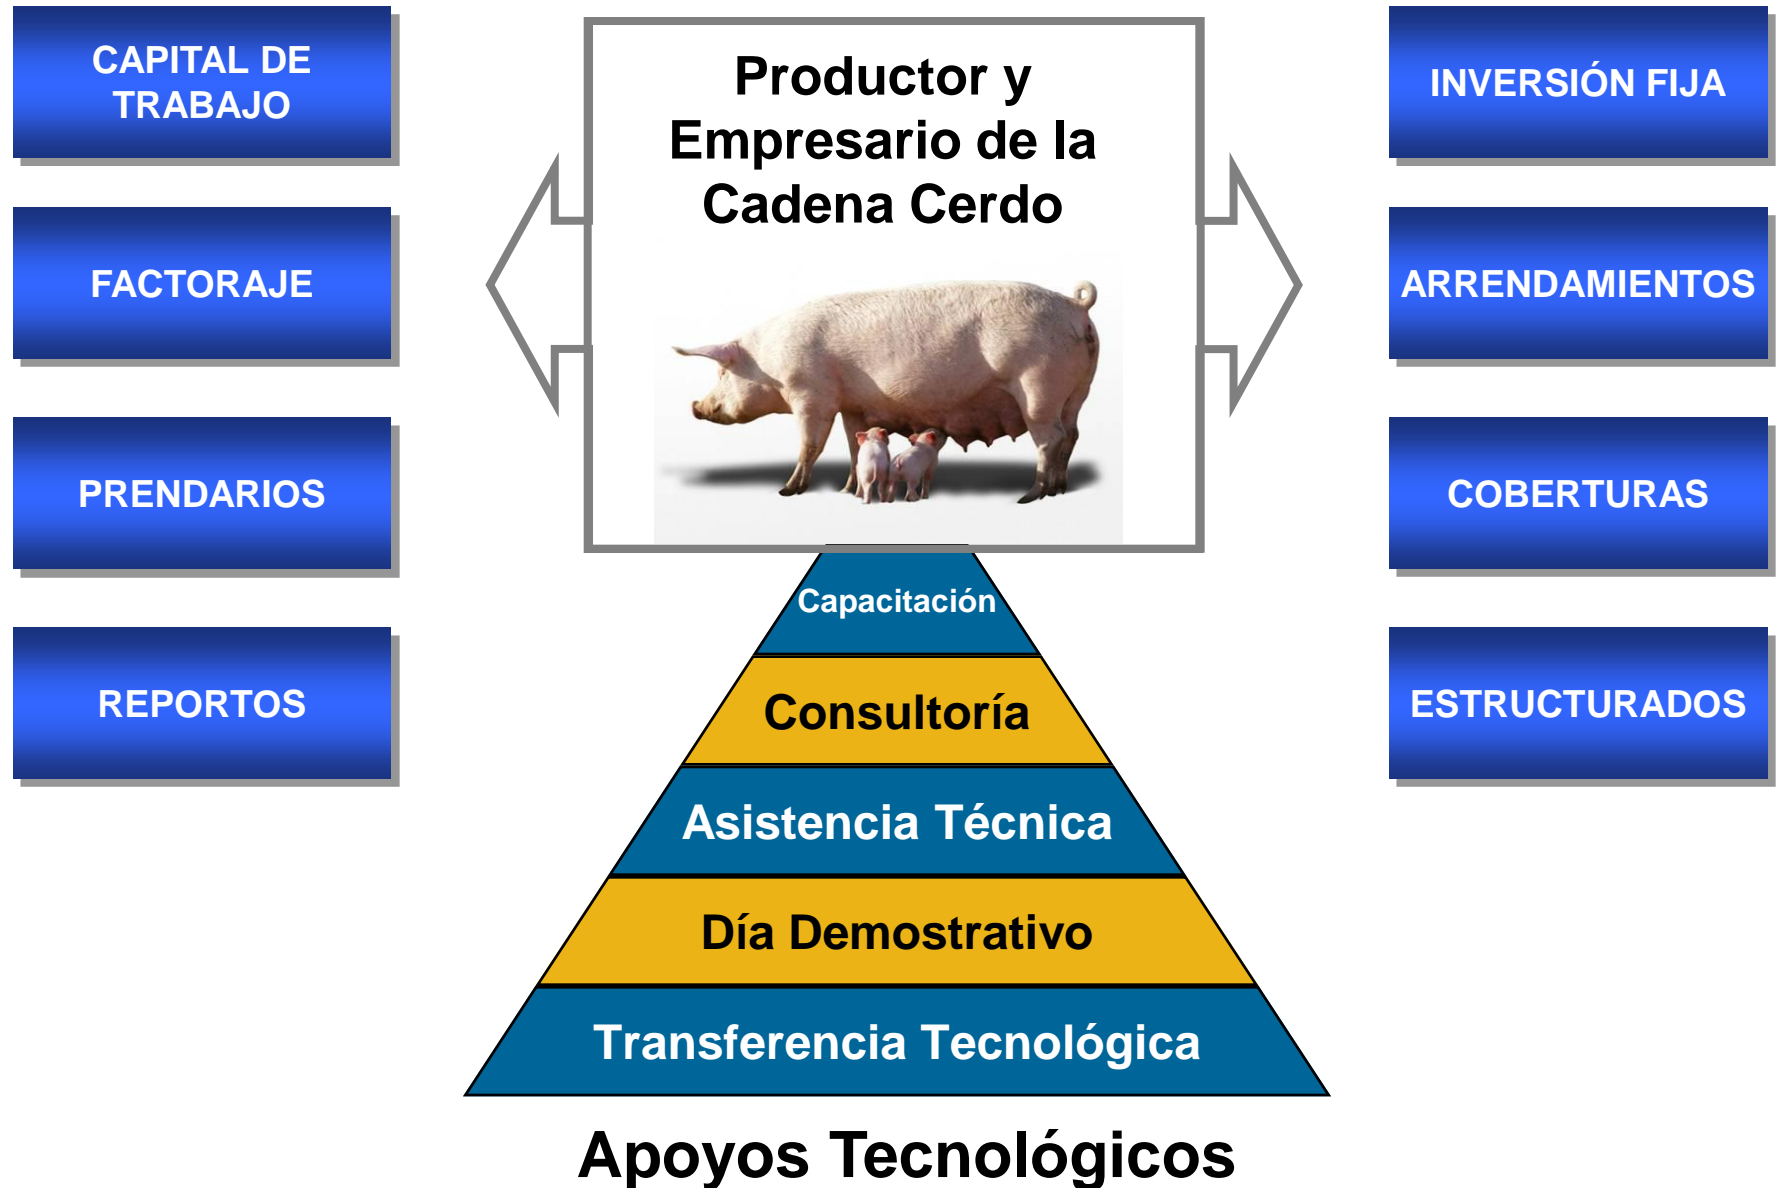 CAPITAL DE
TRABAJO
FACTORAJE
PRENDARIOS
REPORTOS
Productor y
Empresario de la
Cadena Cerdo
INVERSIÓN FIJA
ARRENDAMIENTOS
COBERTURAS
ESTRUCTURADOS
Capacitación
Consultoría
Asistencia Técnica
Día Demostrativo
Transferencia Tecnológica
Apoyos Tecnológicos